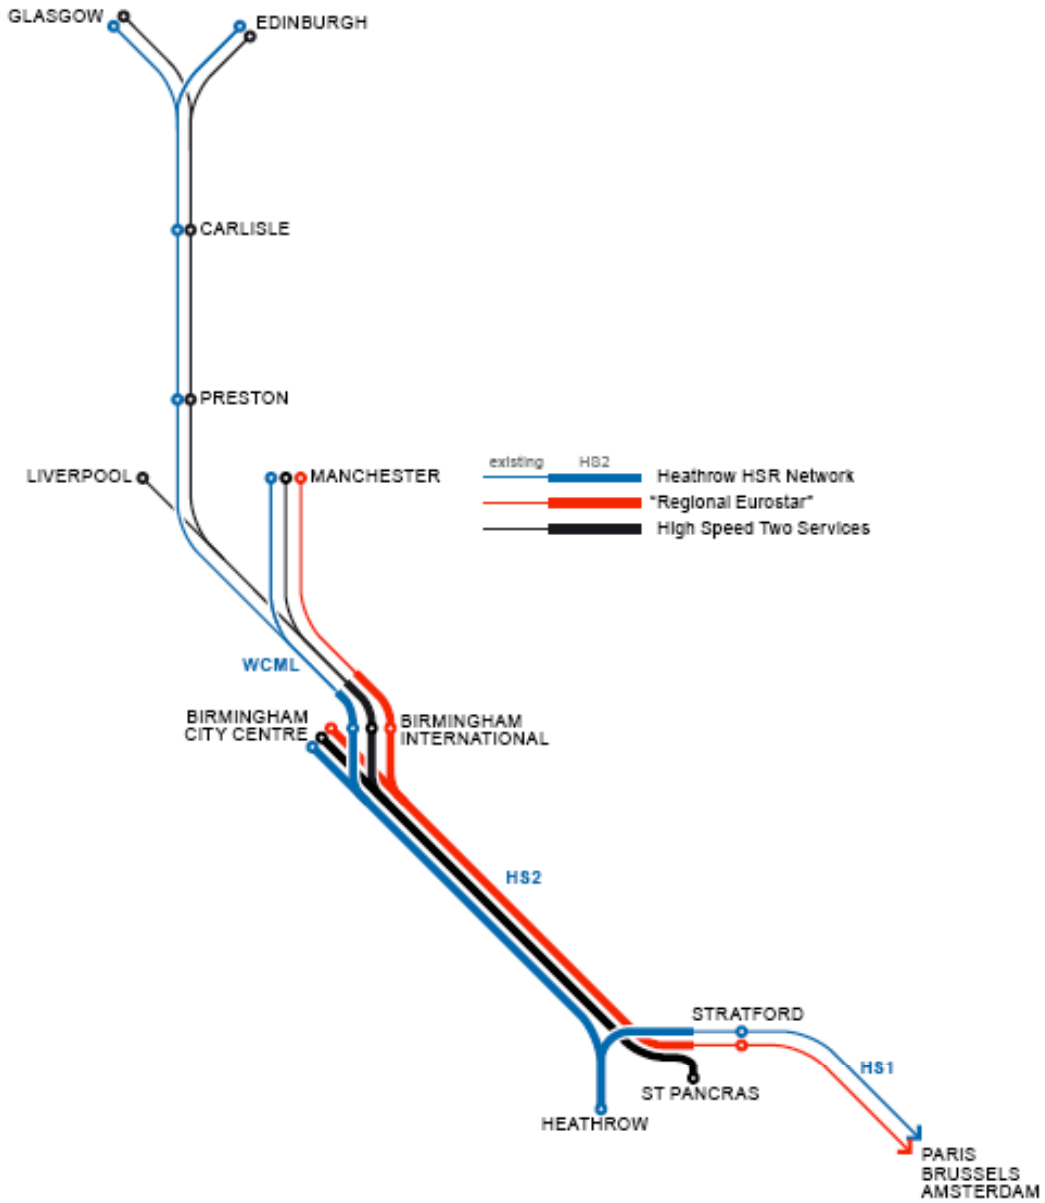 GLASGOW
EDINBURGH
CARLISLE
PRESTON
LIVERPOOL
MANCHESTER
existing HS2
Heathrow HSR Network
"Regional Eurostar"
High Speed Two Services
WCML
BIRMINGHAM
CITY CENTRE
BIRMINGHAM
INTERNATIONAL
HS2
STRATFORD
HS1
ST PANCRAS
HEATHROW
PARIS
BRUSSELS
AMSTERDAM